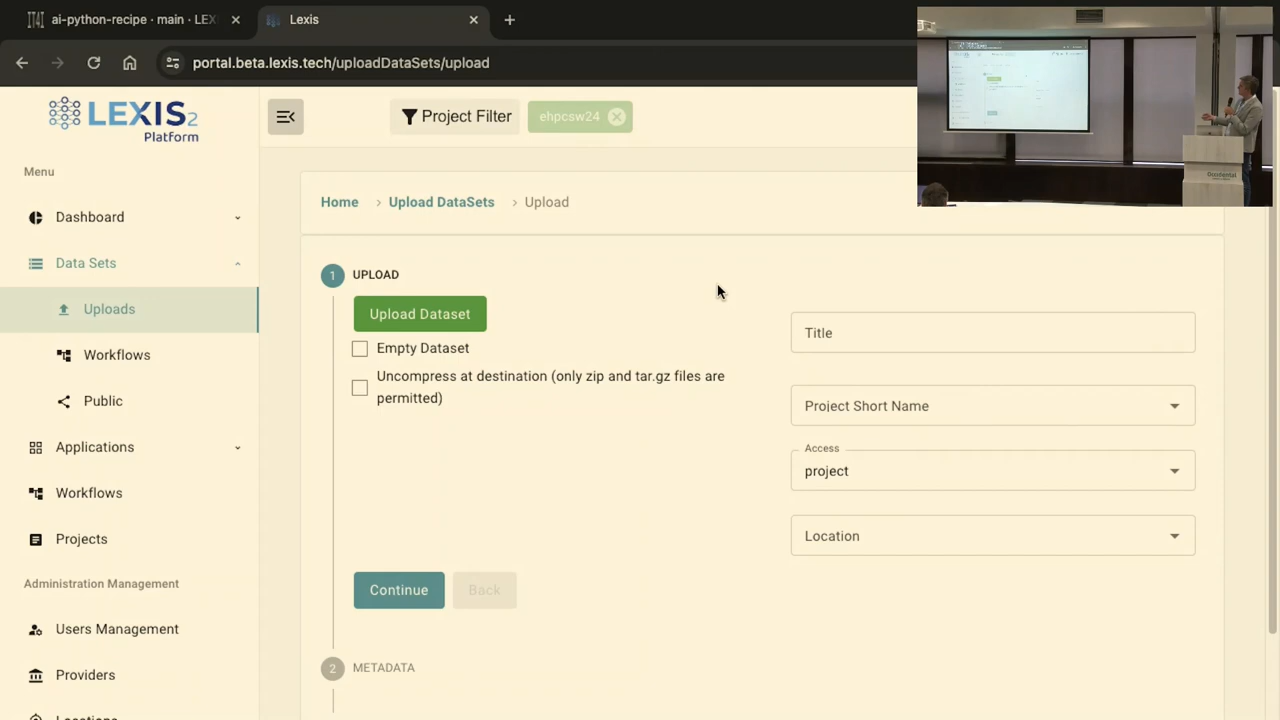 ai-python-recipe · main · LEX
Lexis
portal.beta.lexis.tech/uploadDataSets/upload
LEXIS2
Platform
Project Filter
ehpcsw24
Menu
Dashboard
Data Sets
Uploads
Workflows
Public
Applications
Workflows
Projects
Administration Management
Users Management
Providers
Locations
Home > Upload DataSets > Upload
1 UPLOAD
Upload Dataset
Empty Dataset
Uncompress at destination (only zip and tar.gz files are
permitted)
Title
Project Short Name
Access
project
Location
Continue
Back
2 METADATA
Occidental